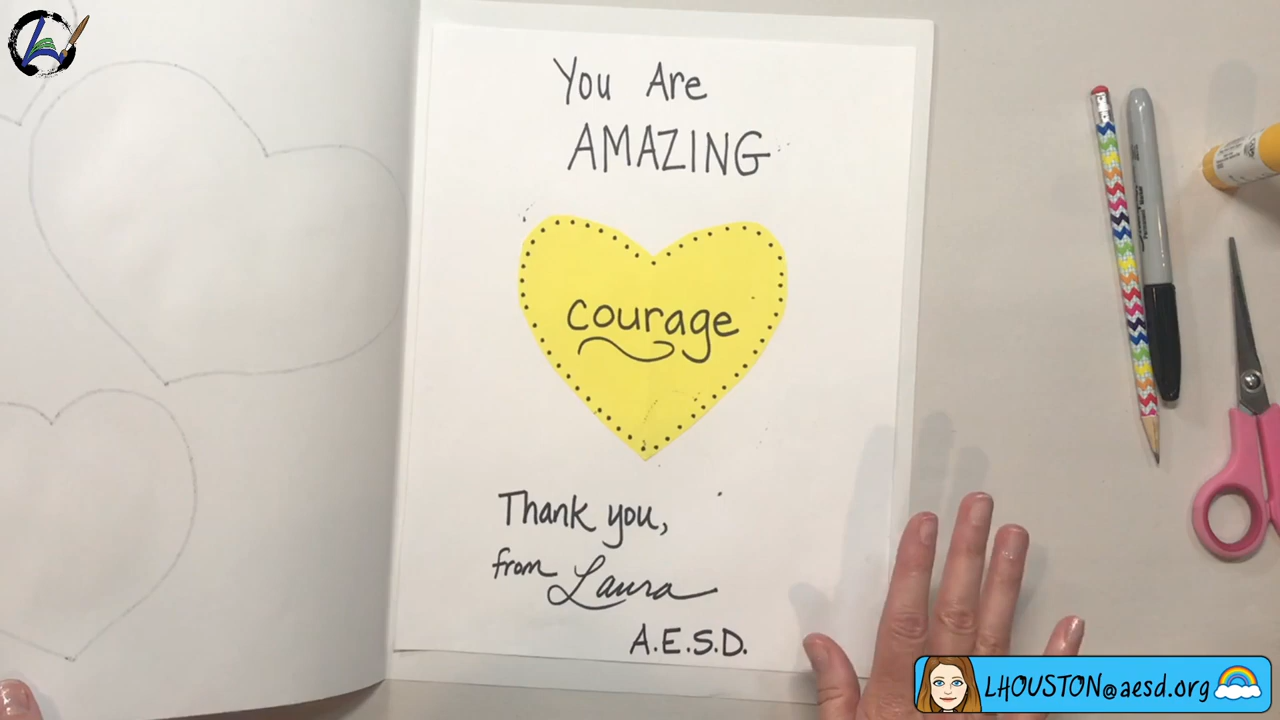 You Are
AMAZING
courage
Thank you,
from Laura
A.E.S.D.
LHOUSTON@aesd.org